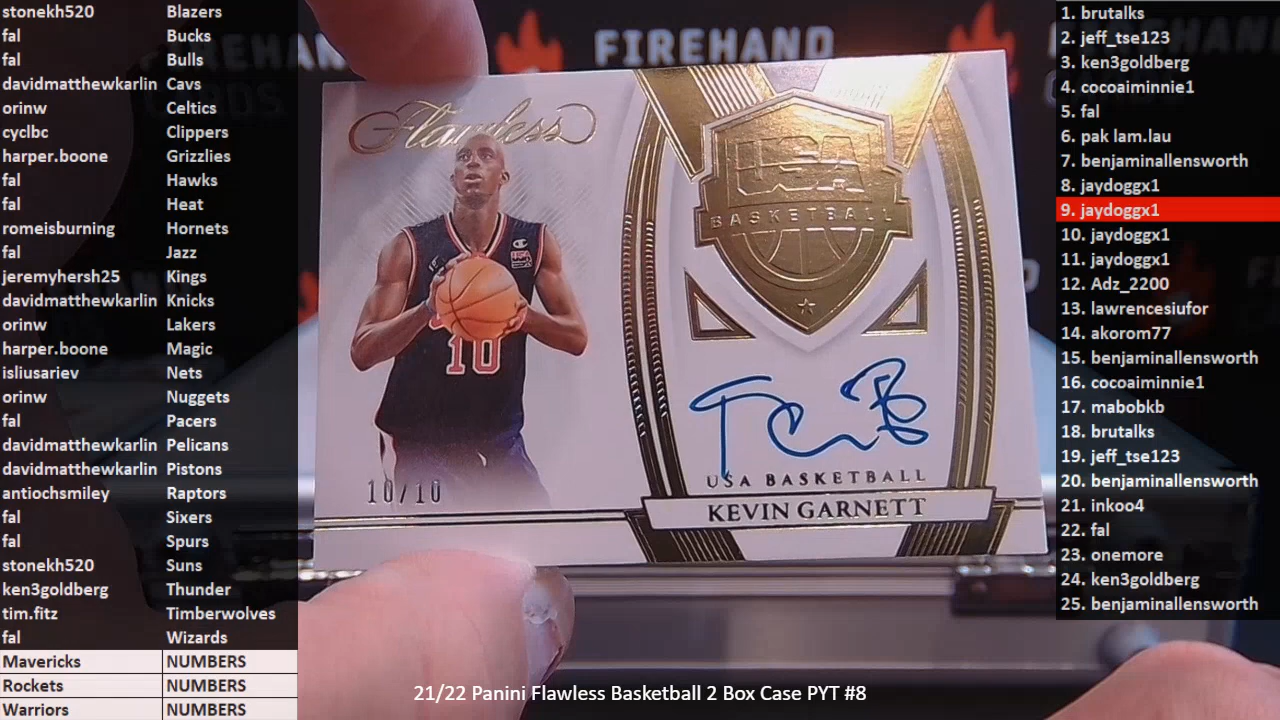 stonekh520 Blazers
fal Bucks
fal Bulls
davidmatthewkarlin Cavs
orinw Celtics
cyclbc Clippers
harper.boone Grizzlies
fal Hawks
fal Heat
romeisburning Hornets
fal Jazz
jeremyhersh25 Kings
davidmatthewkarlin Knicks
orinw Lakers
harper.boone Magic
isliusariev Nets
orinw Nuggets
fal Pacers
davidmatthewkarlin Pelicans
davidmatthewkarlin Pistons
antiochsmiley Raptors
fal Sixers
fal Spurs
stonekh520 Suns
ken3goldberg Thunder
tim.fitz Timberwolves
fal Wizards
Mavericks NUMBERS
Rockets NUMBERS
Warriors NUMBERS
FIREHAND
Flawless
USA
BASKETBALL
10
10/10
USA BASKETBALL
KEVIN GARNETT
21/22 Panini Flawless Basketball 2 Box Case PYT #8
1. brutalks
2. jeff_tse123
3. ken3goldberg
4. cocoaiminnie1
5. fal
6. pak lam.lau
7. benjaminallensworth
8. jaydoggx1
9. jaydoggx1
10. jaydoggx1
11. jaydoggx1
12. Adz_2200
13. lawrencesiufor
14. akorom77
15. benjaminallensworth
16. cocoaiminnie1
17. mabobkb
18. brutalks
19. jeff_tse123
20. benjaminallensworth
21. inkoo4
22. fal
23. onemore
24. ken3goldberg
25. benjaminallensworth